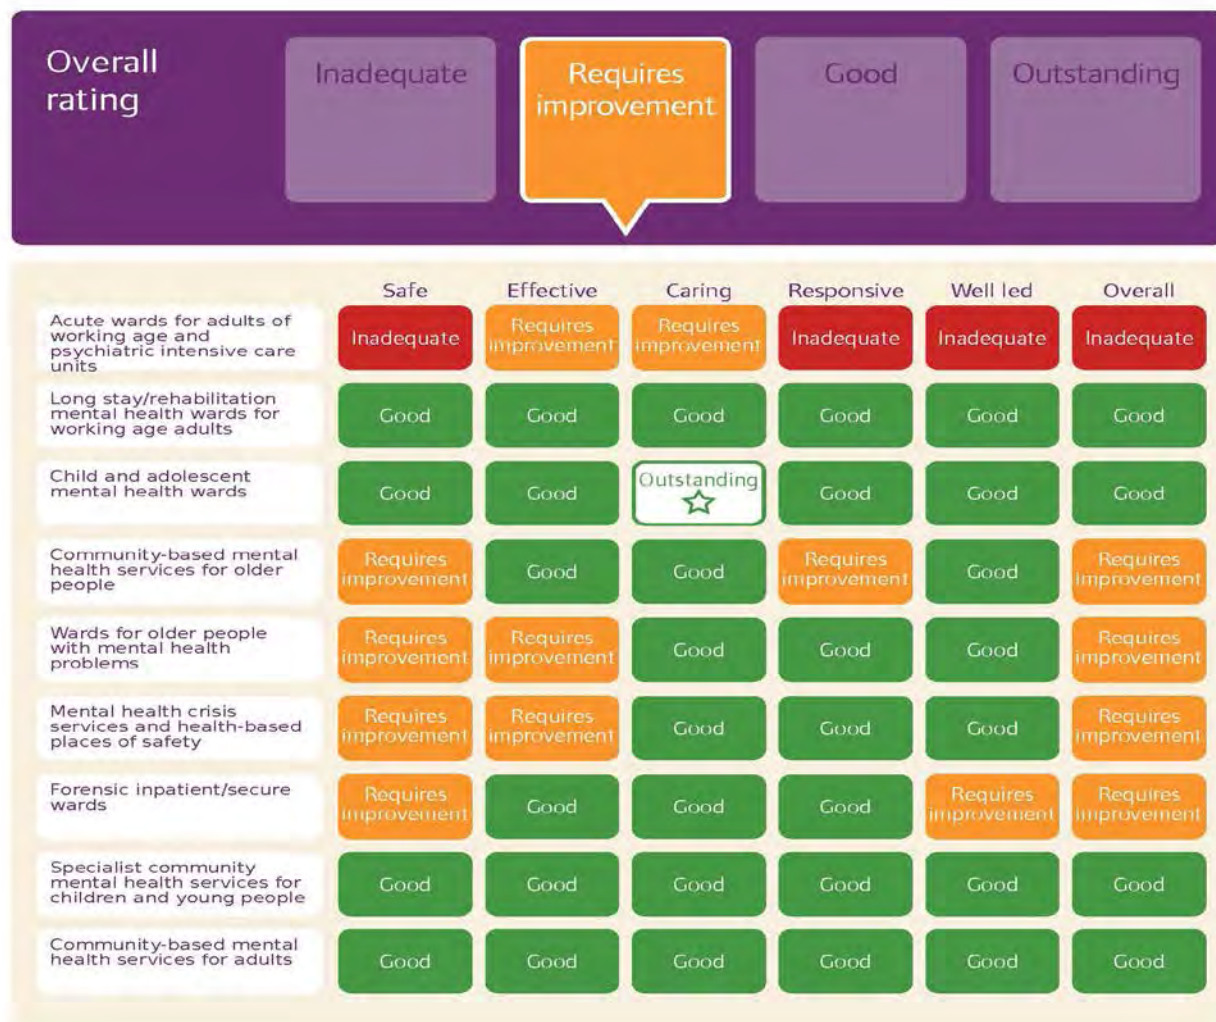 Overall
rating
Inadequate
Requires
improvement
Good
Outstanding
Safe Effective Caring Responsive Well led Overall
Acute wards for adults of
working age and
psychiatric intensive care
units
Inadequate
Requires
improvement
Requires
improvement
Inadequate
Inadequate
Inadequate
Long stay/rehabilitation
mental health wards for
working age adults
Good Good Good Good Good Good
Child and adolescent
mental health wards
Good Good Outstanding Good Good Good
Community-based mental
health services for older
people
Requires
improvement
Good
Good
Requires
improvement
Good
Requires
improvement
Wards for older people
with mental health
problems
Requires
improvement
Requires
improvement
Good
Good
Good
Requires
improvement
Mental health crisis
services and health-based
places of safety
Requires
improvement
Requires
improvement
Good
Good
Good
Requires
improvement
Forensic inpatient/secure
wards
Requires
improvement
Good
Good
Good
Requires
improvement
Requires
improvement
Specialist community
mental health services for
children and young people
Good Good Good Good Good Good
Community-based mental
health services for adults
Good Good Good Good Good Good